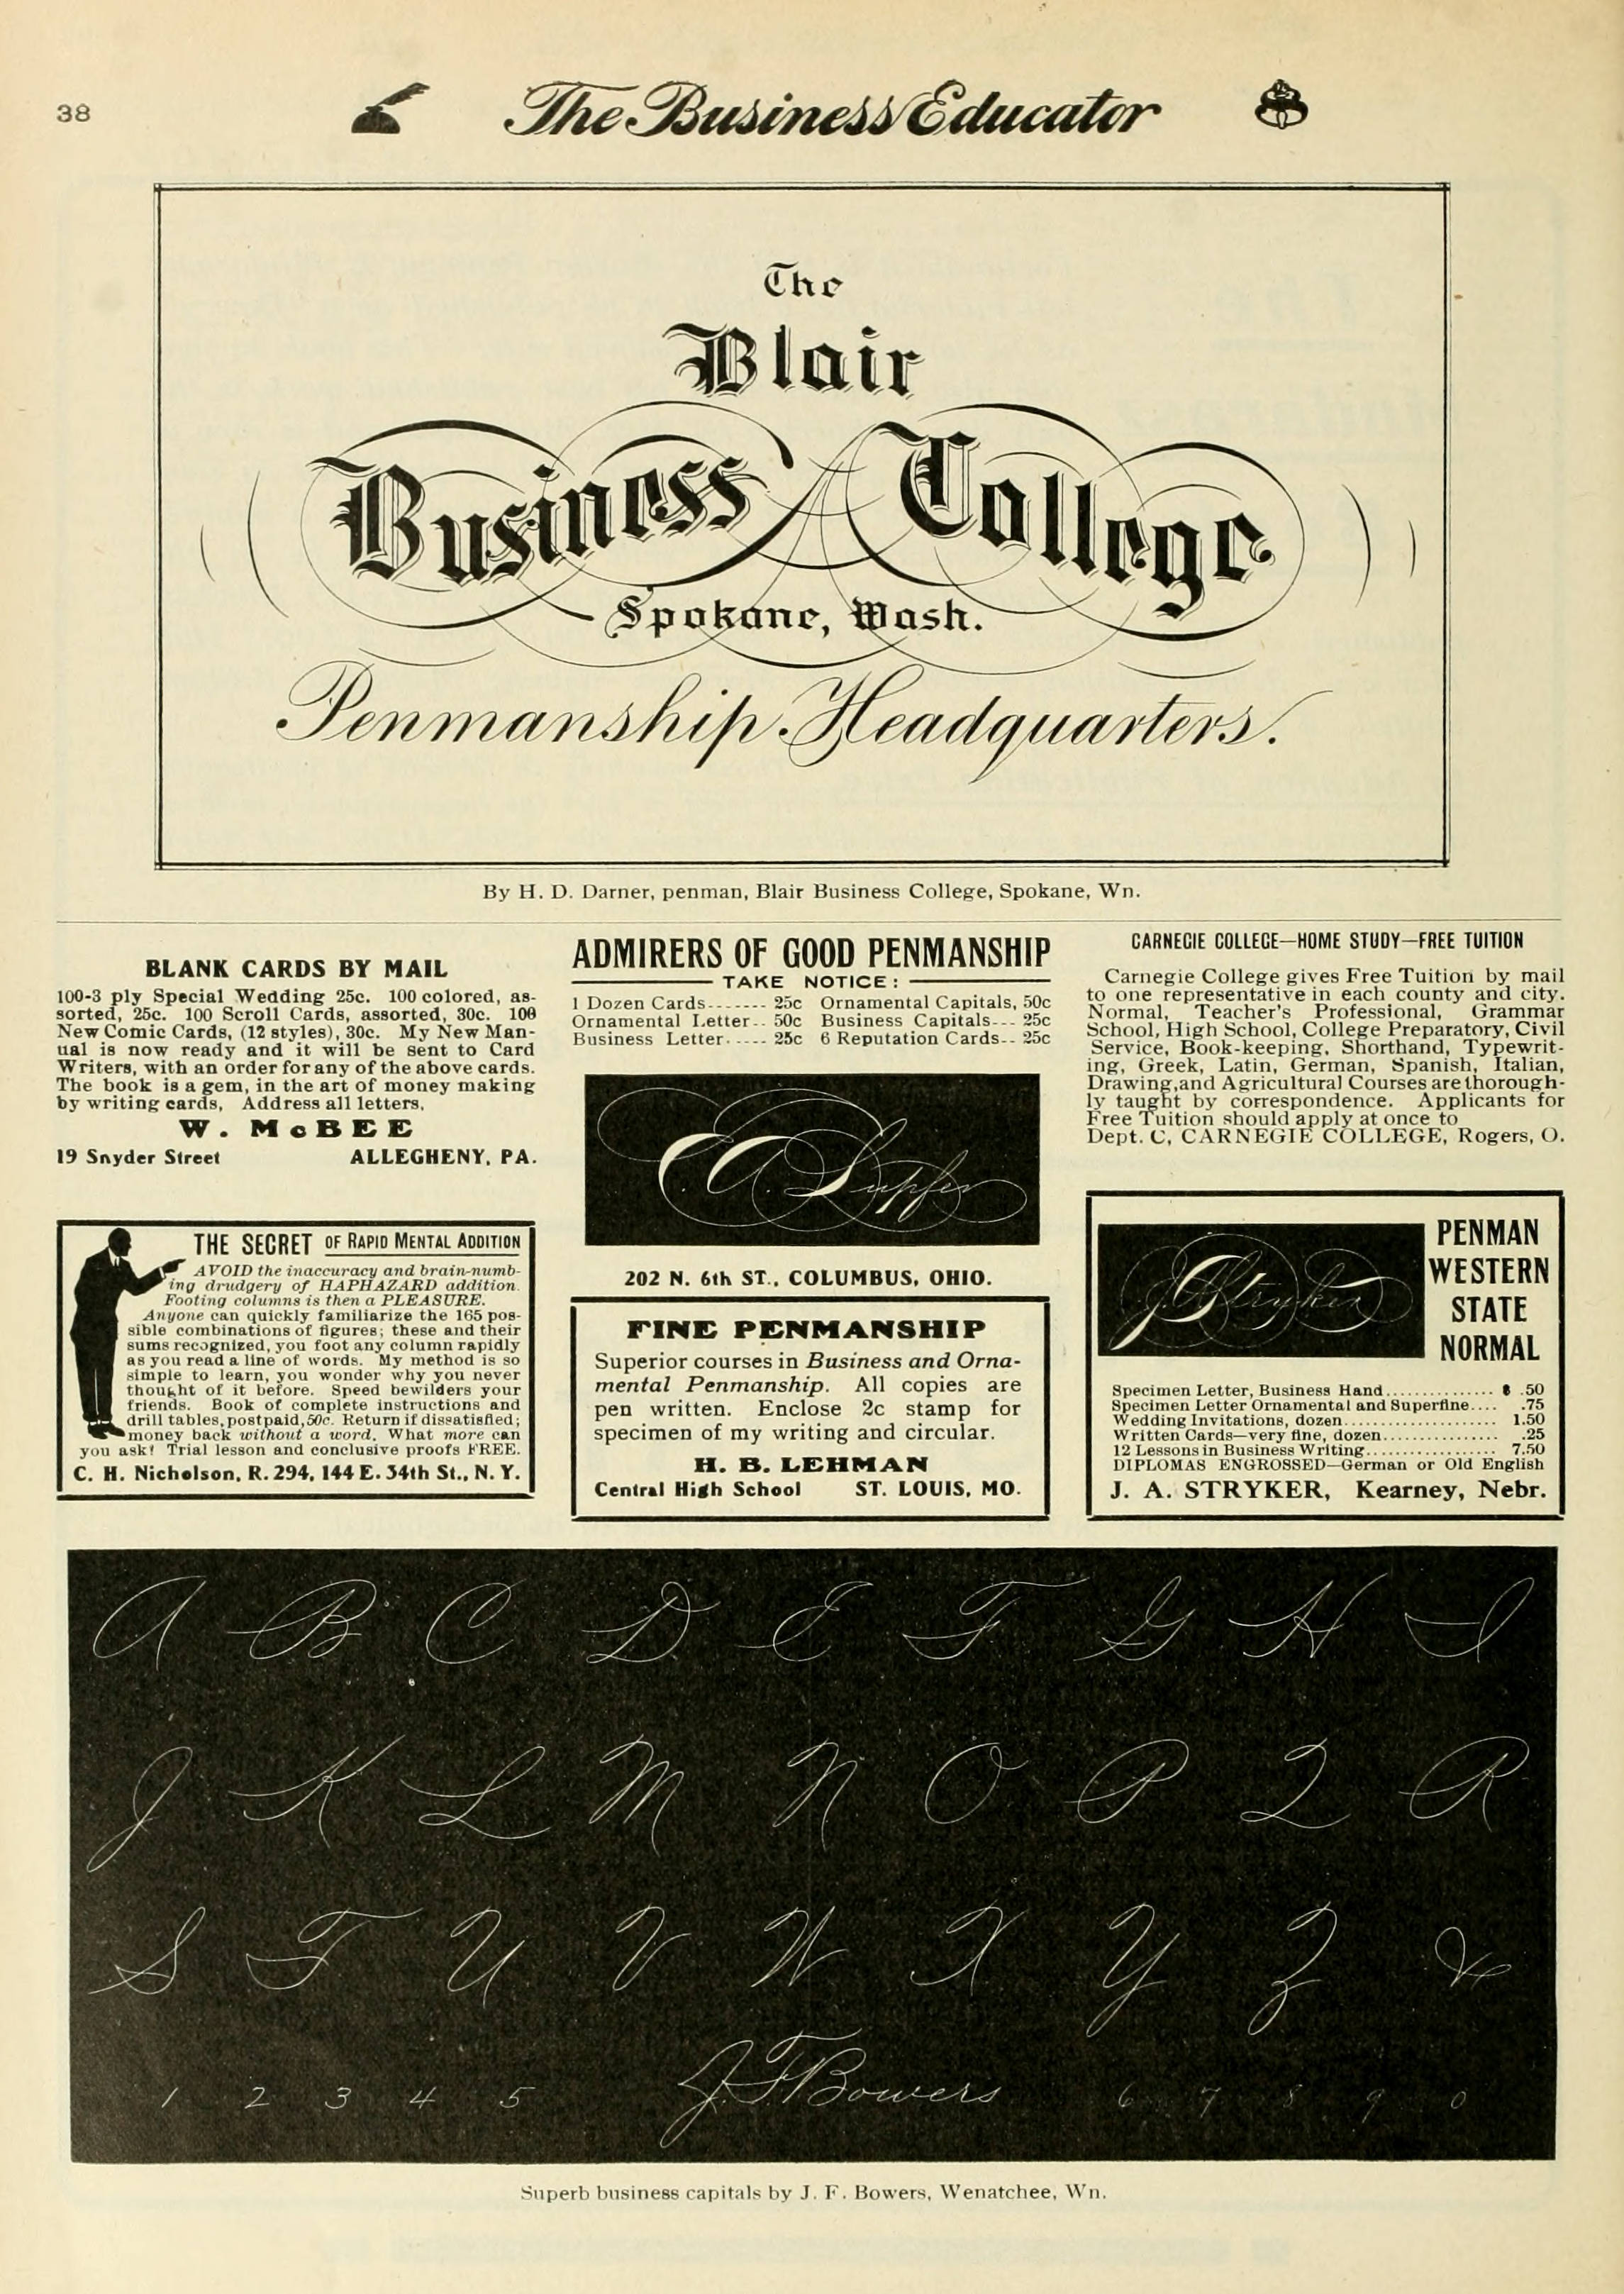 38
The Business Educator
The
Blair
Business College
Spokane, Wash.
Penmanship Headquarters.
By H. D. Darner, penman, Blair Business College, Spokane, Wn.
BLANK CARDS BY MAIL
100-3 ply Special Wedding 25c. 100 colored, as-
sorted, 25c. 100 Scroll Cards, assorted, 30c. 100
New Comic Cards, (12 styles), 30c. My New Man-
ual is now ready and it will be sent to Card
Writers, with an order for any of the above cards.
The book is a gem, in the art of money making
by writing cards, Address all letters,
W. McBEE
19 Snyder Street ALLEGHENY, PA.
THE SECRET OF RAPID MENTAL ADDITION
AVOID the inaccuracy and brain-numb-
ing drudgery of HAPHAZARD addition.
Footing columns is then a PLEASURE.
Anyone can quickly familiarize the 165 pos-
sible combinations of figures; these and their
sums recognized, you foot any column rapidly
as you read a line of words. My method is so
simple to learn, you wonder why you never
thought of it before. Speed bewilders your
friends. Book of complete instructions and
drill tables, postpaid, 50c. Return if dissatisfied;
money back without a word. What more can
you ask? Trial lesson and conclusive proofs FREE.
C. H. Nicholson, R. 294, 144 E. 34th St., N. Y.
ADMIRERS OF GOOD PENMANSHIP
TAKE NOTICE:
1 Dozen Cards------- 25c Ornamental Capitals, 50c
Ornamental Letter-- 50c Business Capitals--- 25c
Business Letter----- 25c 6 Reputation Cards-- 25c
E. A. Lupfer
202 N. 6th ST., COLUMBUS, OHIO.
FINE PENMANSHIP
Superior courses in Business and Orna-
mental Penmanship. All copies are
pen written. Enclose 2c stamp for
specimen of my writing and circular.
H. B. LEHMAN
Central High School ST. LOUIS, MO.
CARNEGIE COLLEGE—HOME STUDY—FREE TUITION
Carnegie College gives Free Tuition by mail
to one representative in each county and city.
Normal, Teacher's Professional, Grammar
School, High School, College Preparatory, Civil
Service, Book-keeping, Shorthand, Typewrit-
ing, Greek, Latin, German, Spanish, Italian,
Drawing,and Agricultural Courses are thorough-
ly taught by correspondence. Applicants for
Free Tuition should apply at once to
Dept. C, CARNEGIE COLLEGE, Rogers, O.
J. A. Stryker
PENMAN
WESTERN
STATE
NORMAL
Specimen Letter, Business Hand............... $ .50
Specimen Letter Ornamental and Superfine.... .75
Wedding Invitations, dozen...................... 1.50
Written Cards—very fine, dozen................. .25
12 Lessons in Business Writing.................. 7.50
DIPLOMAS ENGROSSED—German or Old English
J. A. STRYKER, Kearney, Nebr.
A B C D E F G H I
J K L M N O P Q R
S T U V W X Y Z &
1 2 3 4 5 J. F. Bowers 6 7 8 9 0
Superb business capitals by J. F. Bowers, Wenatchee, Wn.